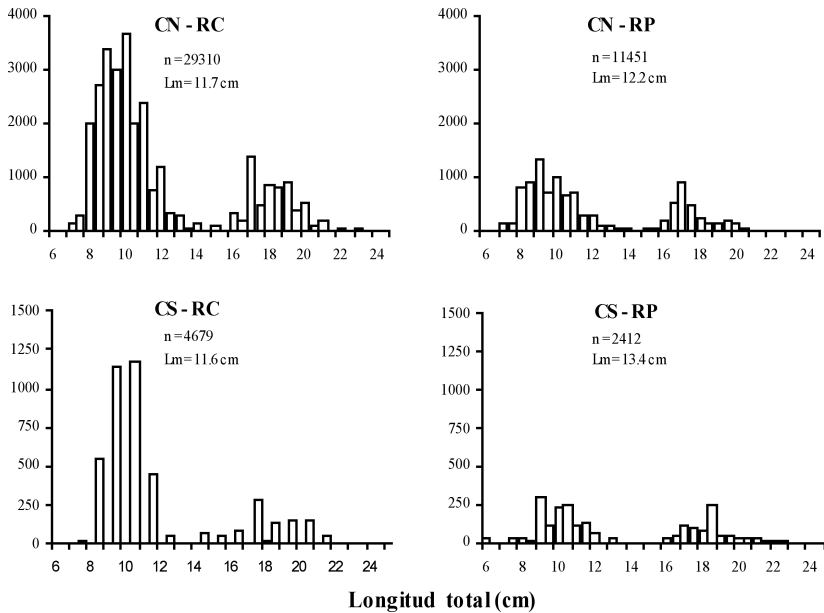 CN - RC
n=29310
Lm=11.7 cm
4000
3000
2000
1000
0
6 8 10 12 14 16 18 20 22 24
CN - RP
n=11451
Lm=12.2 cm
4000
3000
2000
1000
0
6 8 10 12 14 16 18 20 22 24
CS - RC
n=4679
Lm=11.6 cm
1500
1250
1000
750
500
250
0
6 8 10 12 14 16 18 20 22 24
CS - RP
n=2412
Lm=13.4 cm
1500
1250
1000
750
500
250
0
6 8 10 12 14 16 18 20 22 24
Longitud total (cm)